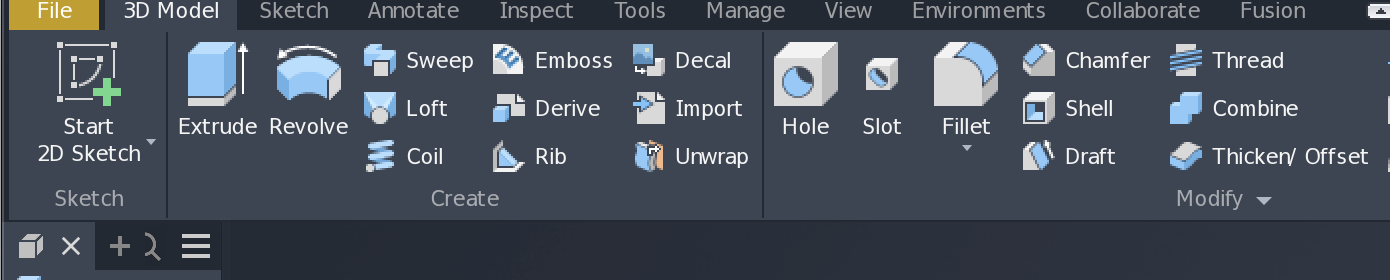 File 3D Model Sketch Annotate Inspect Tools Manage View Environments Collaborate Fusion
Start
2D Sketch
Sketch
Extrude
Revolve
Sweep
Loft
Coil
Emboss
Derive
Rib
Decal
Import
Unwrap
Create
Hole
Slot
Fillet
Chamfer
Shell
Draft
Thread
Combine
Thicken/ Offset
Modify